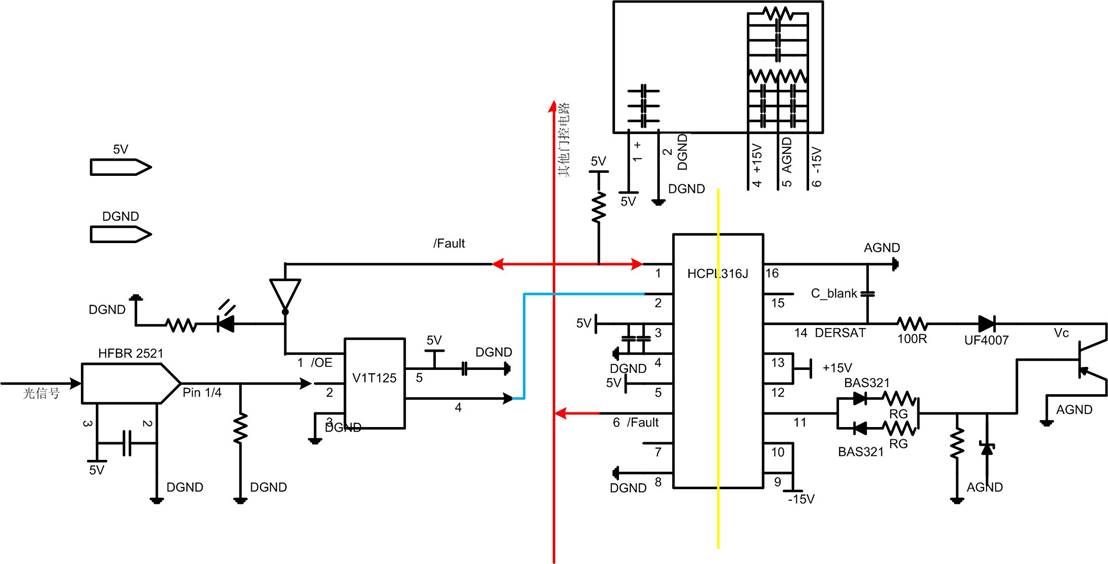 5V
DGND
/Fault
DGND
HFBR 2521
光信号
Pin 1/4
3
2
5V
DGND
DGND
1 /OE
2
3
DGND
V1T125
5V
5
DGND
4
其他门控电路
5V
1 +
2
DGND
5V
DGND
4 +15V
5 AGND
6 -15V
HCPL316J
1
2
5V
3
DGND
4
5V
5
6 /Fault
7
DGND
8
16
AGND
15
C_blank
14 DERSAT
100R
UF4007
Vc
13
+15V
12
11
BAS321
RG
BAS321
RG
10
9
-15V
AGND
AGND